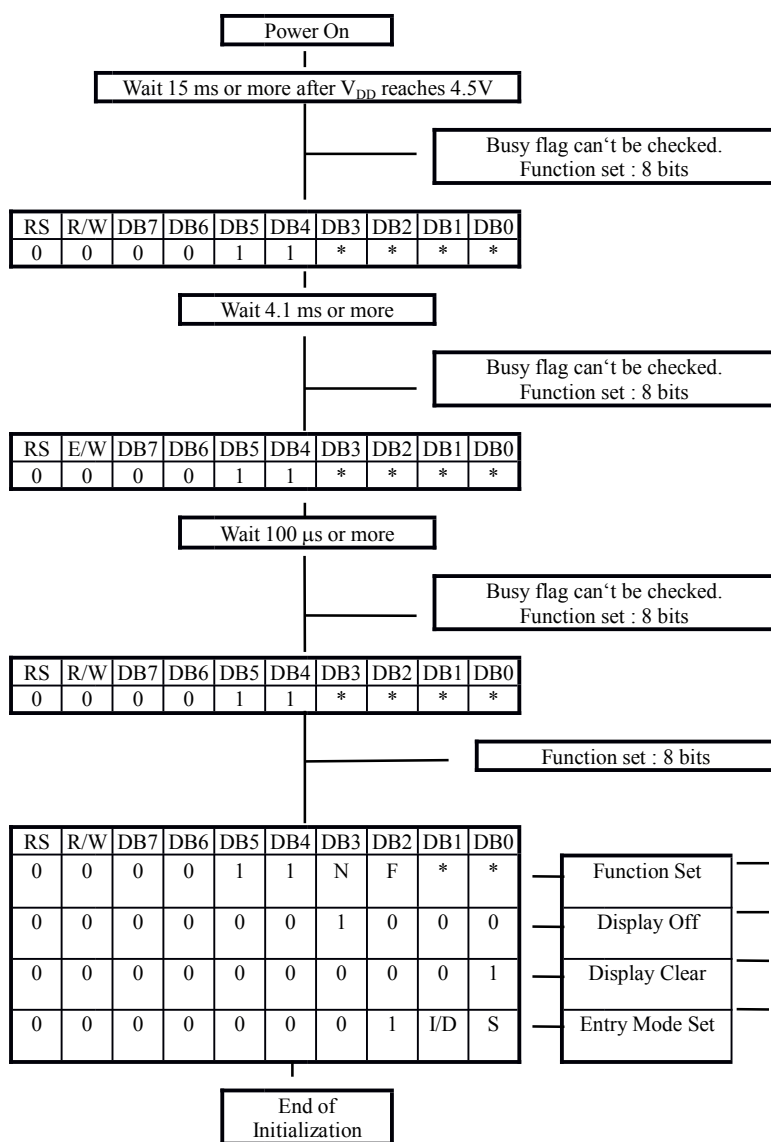 Power On
Wait 15 ms or more after VDD reaches 4.5V
Busy flag can‘t be checked.
Function set : 8 bits
RS R/W DB7 DB6 DB5 DB4 DB3 DB2 DB1 DB0
0 0 0 0 1 1 * * * *
Wait 4.1 ms or more
Busy flag can‘t be checked.
Function set : 8 bits
RS E/W DB7 DB6 DB5 DB4 DB3 DB2 DB1 DB0
0 0 0 0 1 1 * * * *
Wait 100 μs or more
Busy flag can‘t be checked.
Function set : 8 bits
RS R/W DB7 DB6 DB5 DB4 DB3 DB2 DB1 DB0
0 0 0 0 1 1 * * * *
Function set : 8 bits
RS R/W DB7 DB6 DB5 DB4 DB3 DB2 DB1 DB0
0 0 0 0 1 1 N F * * Function Set
0 0 0 0 0 0 1 0 0 0 Display Off
0 0 0 0 0 0 0 0 0 1 Display Clear
0 0 0 0 0 0 0 1 I/D S Entry Mode Set
End of
Initialization